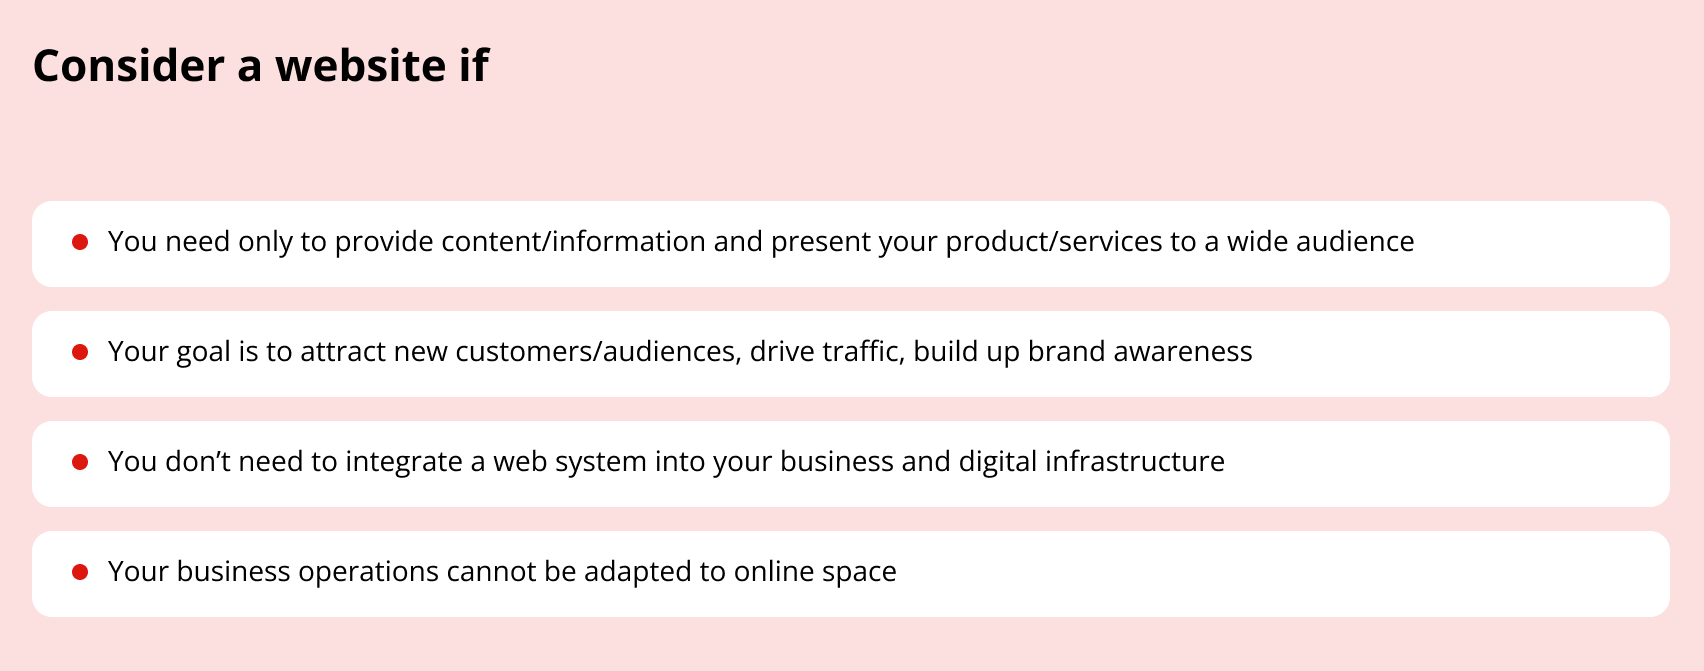 Consider a website if
You need only to provide content/information and present your product/services to a wide audience
Your goal is to attract new customers/audiences, drive traffic, build up brand awareness
You don’t need to integrate a web system into your business and digital infrastructure
Your business operations cannot be adapted to online space